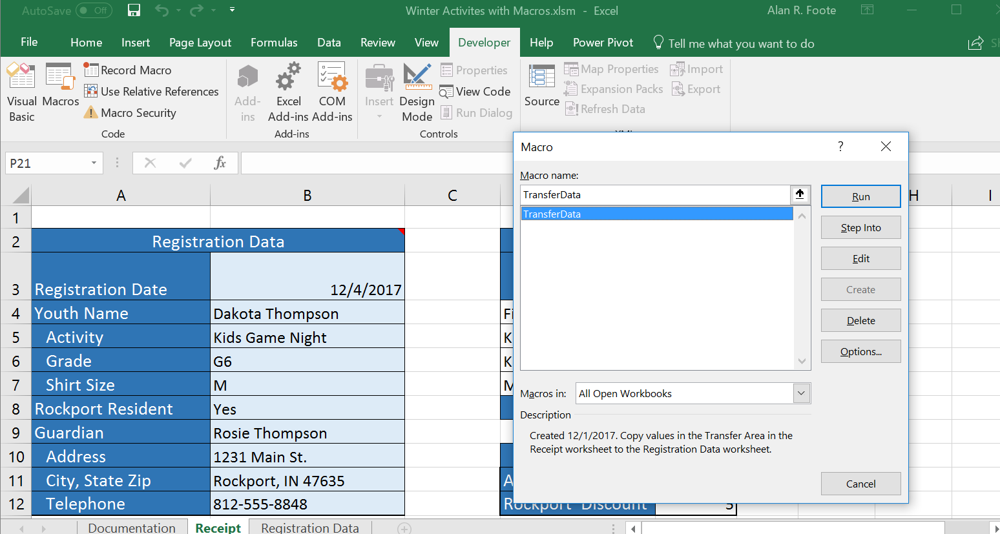 AutoSave Off Winter Activites with Macros.xlsm - Excel Alan R. Foote
File Home Insert Page Layout Formulas Data Review View Developer Help Power Pivot Tell me what you want to do
Visual Basic
Macros
Record Macro
Use Relative References
Macro Security
Code
Add-ins
Excel Add-ins
COM Add-ins
Add-ins
Insert
Design Mode
Properties
View Code
Run Dialog
Controls
Source
Map Properties
Expansion Packs
Refresh Data
Import
Export
P21 fx
A B C H I
1
2 Registration Data
3 Registration Date 12/4/2017
4 Youth Name Dakota Thompson
5 Activity Kids Game Night
6 Grade G6
7 Shirt Size M
8 Rockport Resident Yes
9 Guardian Rosie Thompson
10 Address 1231 Main St.
11 City, State Zip Rockport, IN 47635
12 Telephone 812-555-8848
Fi
K
K
M
A
Rockport Discount 5
Macro ?
Macro name:
TransferData
TransferData
Run
Step Into
Edit
Create
Delete
Options...
Macros in: All Open Workbooks
Description
Created 12/1/2017. Copy values in the Transfer Area in the
Receipt worksheet to the Registration Data worksheet.
Cancel
Documentation Receipt Registration Data